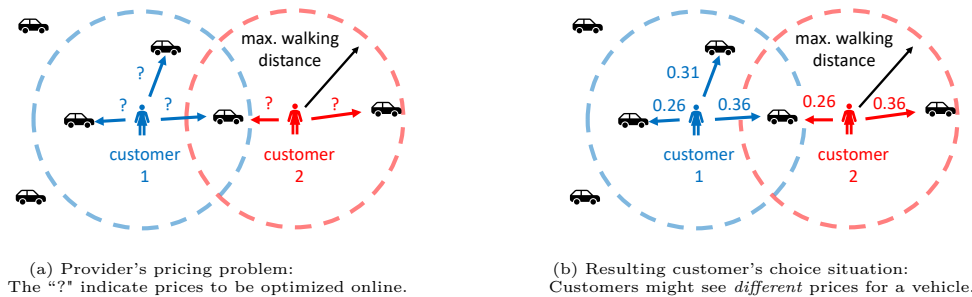 max. walking
distance
?
? ? ? ?
customer
1
customer
2
(a) Provider's pricing problem:
The “?" indicate prices to be optimized online.
max. walking
distance
0.31
0.26 0.36 0.26 0.36
customer
1
customer
2
(b) Resulting customer's choice situation:
Customers might see different prices for a vehicle.